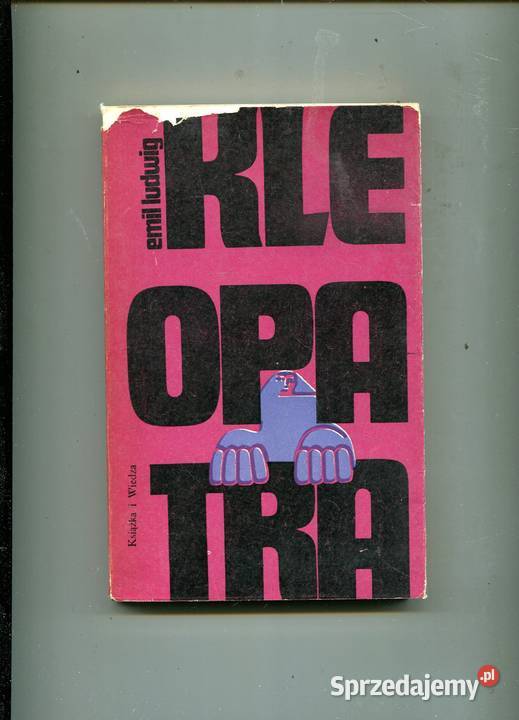 emil ludwig
KLE
OPA
TRA
Książka i Wiedza
Sprzedajemy.pl